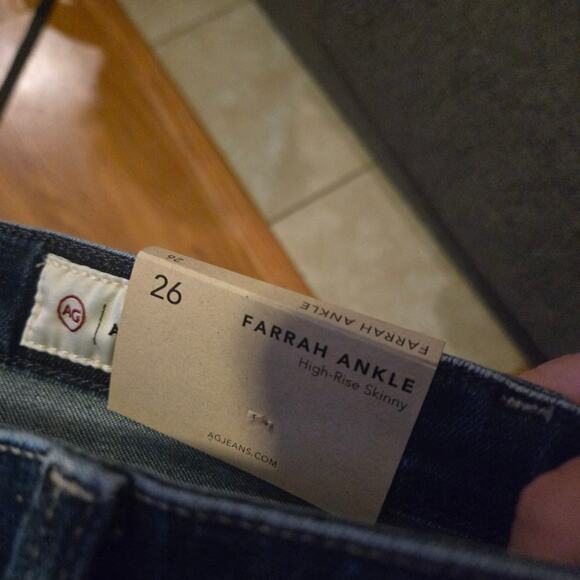 26
FARRAH ANKLE
26
FARRAH ANKLE
High-Rise Skinny
AGJEANS.COM
AG